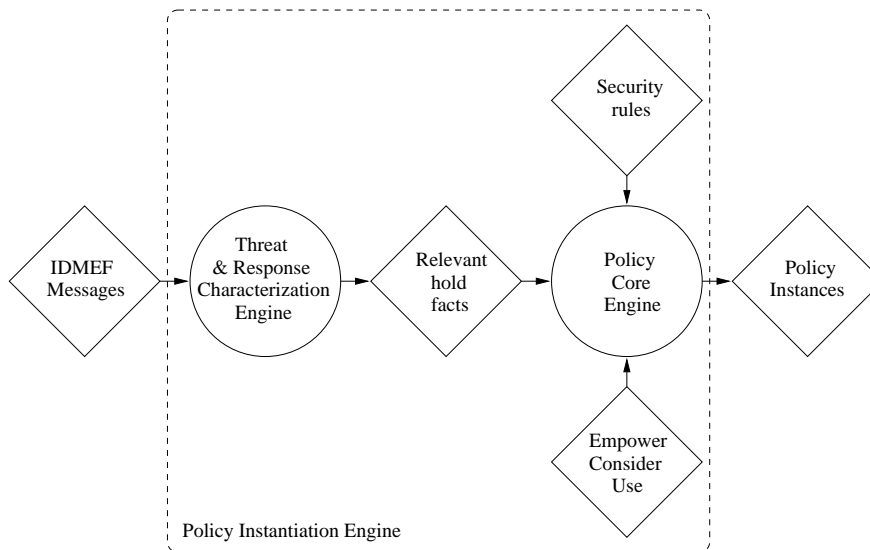 Security
rules
IDMEF
Messages
Threat
& Response
Characterization
Engine
Relevant
hold
facts
Policy
Core
Engine
Policy
Instances
Empower
Consider
Use
Policy Instantiation Engine